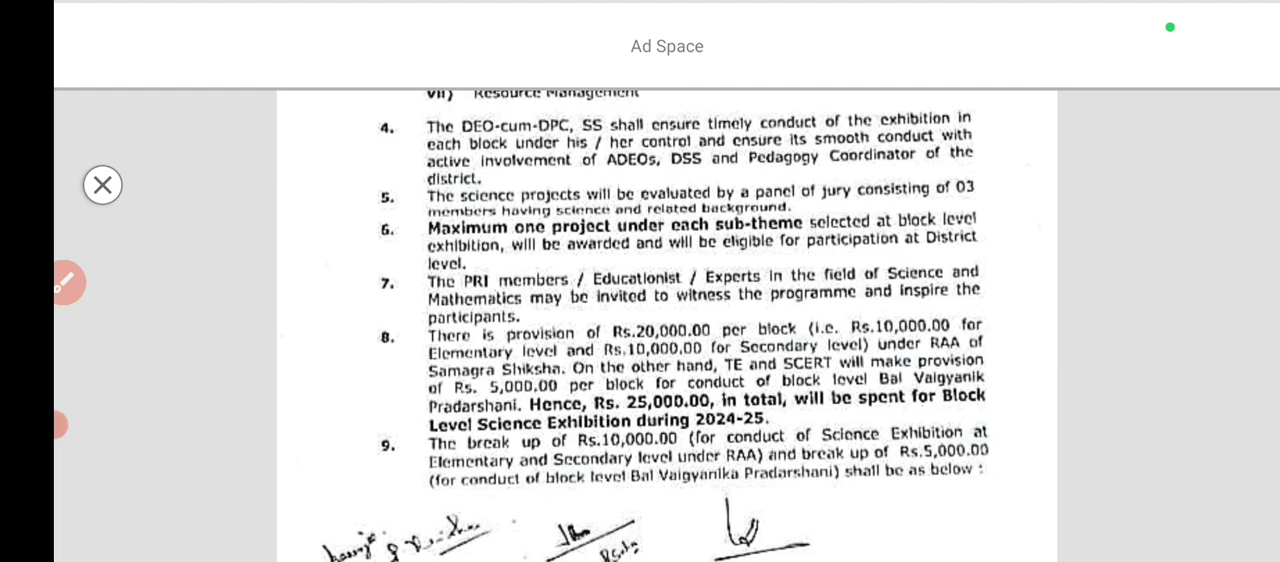 Ad Space
VII) Resource Management
4. The DEO-cum-DPC, SS shall ensure timely conduct of the exhibition in
each block under his / her control and ensure its smooth conduct with
active involvement of ADEOs, DSS and Pedagogy Coordinator of the
district.
5. The science projects will be evaluated by a panel of jury consisting of 03
members having science and related background.
6. Maximum one project under each sub-theme selected at block level
exhibition, will be awarded and will be eligible for participation at District
level.
7. The PRI members / Educationist / Experts in the field of Science and
Mathematics may be invited to witness the programme and inspire the
participants.
8. There is provision of Rs.20,000.00 per block (i.e. Rs.10,000.00 for
Elementary level and Rs.10,000.00 for Secondary level) under RAA of
Samagra Shiksha. On the other hand, TE and SCERT will make provision
of Rs. 5,000.00 per block for conduct of block level Bal Vaigyanik
Pradarshani. Hence, Rs. 25,000.00, in total, will be spent for Block
Level Science Exhibition during 2024-25.
9. The break up of Rs.10,000.00 (for conduct of Science Exhibition at
Elementary and Secondary level under RAA) and break up of Rs.5,000.00
(for conduct of block level Bal Vaigyanika Pradarshani) shall be as below :